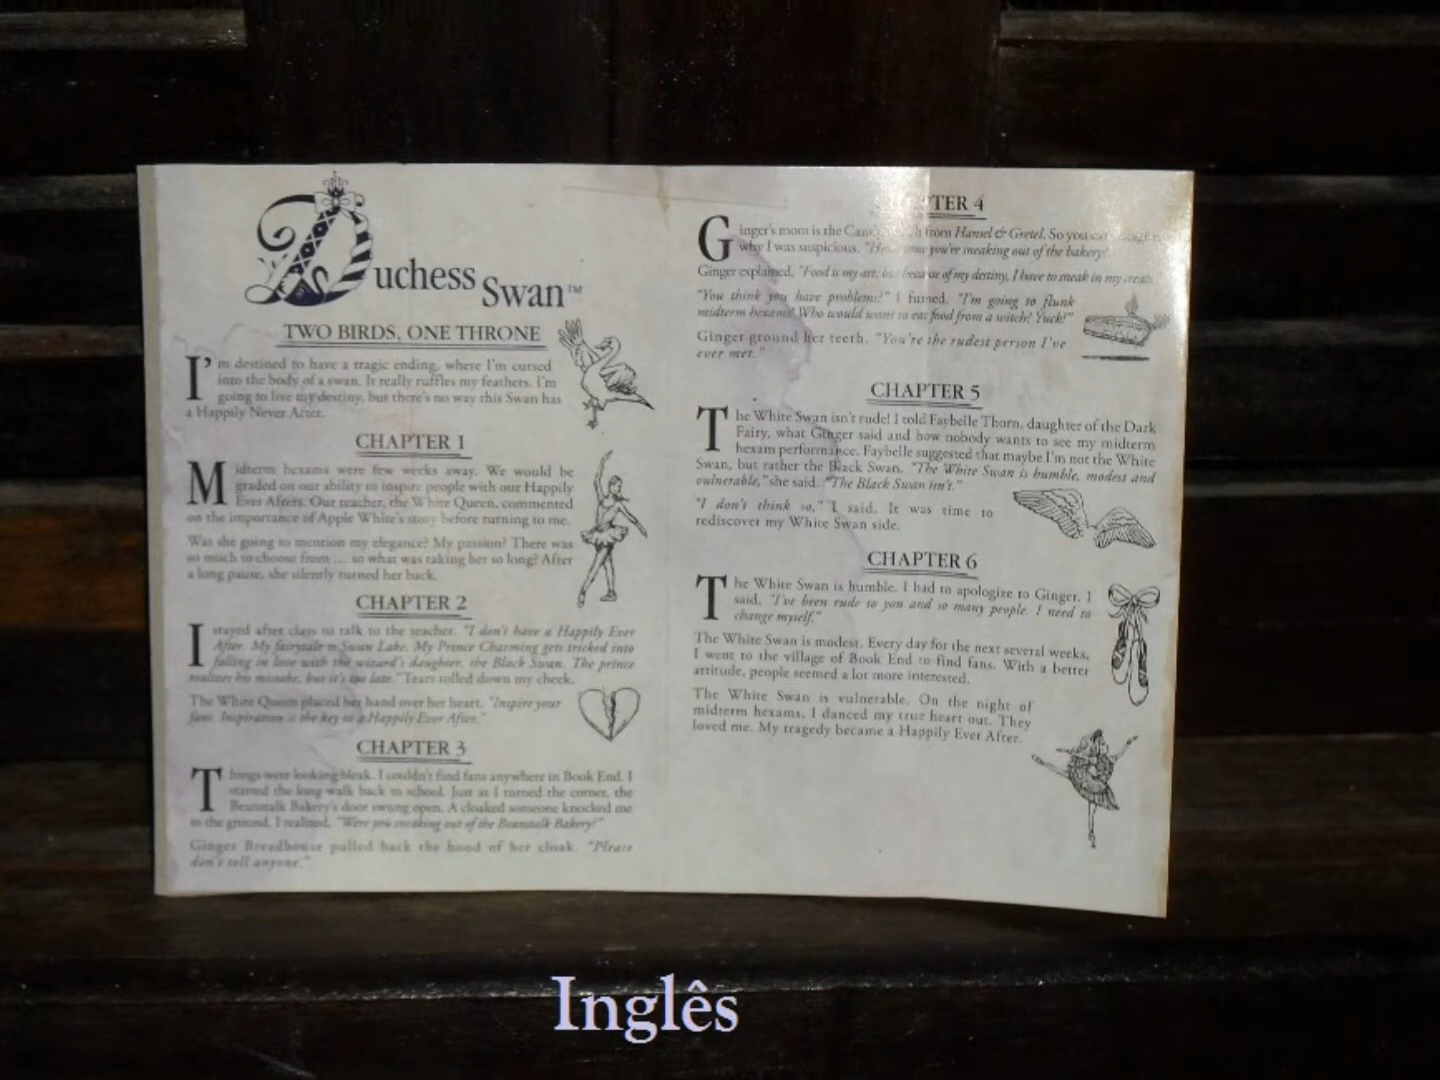 Duchess Swan™
TWO BIRDS, ONE THRONE
I'm destined to have a tragic ending, where I'm cursed
into the body of a swan. It really ruffles my feathers. I'm
going to live my destiny, but there's no way this Swan has
a Happily Never After.
CHAPTER 1
Midterm hexams were few weeks away. We would be
graded on our ability to inspire people with our Happily
Ever Afters. Our teacher, the White Queen, commented
on the importance of Apple White's story before turning to me.
Was she going to mention my elegance? My passion? There was
so much to choose from ... so what was taking her so long? After
a long pause, she silently turned her back.
CHAPTER 2
I stayed after class to talk to the teacher. "I don't have a Happily Ever
After. My fairytale is Swan Lake. My Prince Charming gets tricked into
falling in love with the wizard's daughter, the Black Swan. The prince
realizes his mistake, but it's too late." Tears rolled down my cheek.
The White Queen placed her hand over her heart. "Inspire your
fans. Inspiration is the key to a Happily Ever After."
CHAPTER 3
Things were looking bleak. I couldn't find fans anywhere in Book End. I
started the long walk back to school. Just as I turned the corner, the
Beanstalk Bakery's door swung open. A cloaked someone knocked me
to the ground. I realized, "Were you sneaking out of the Beanstalk Bakery?"
Ginger Breadhouse pulled back the hood of her cloak. "Please
don't tell anyone."
TER 4
Ginger's mom is the from Hansel & Gretel. So you
why I was suspicious. you're sneaking out of the bakery?
Ginger explained, "Food is my art, but because of my destiny, I have to sneak in my
"You think you have problems?" I fumed. "I'm going to flunk
midterm hexams! Who would want to eat food from a witch? Yuck!"
Ginger ground her teeth. "You're the rudest person I've
ever met."
CHAPTER 5
The White Swan isn't rude! I told Faybelle Thorn, daughter of the Dark
Fairy, what Ginger said and how nobody wants to see my midterm
hexam performance. Faybelle suggested that maybe I'm not the White
Swan, but rather the Black Swan. "The White Swan is humble, modest and
vulnerable," she said. "The Black Swan isn't."
"I don't think so," I said. It was time to
rediscover my White Swan side.
CHAPTER 6
The White Swan is humble. I had to apologize to Ginger. I
said, "I've been rude to you and so many people. I need to
change myself."
The White Swan is modest. Every day for the next several weeks,
I went to the village of Book End to find fans. With a better
attitude, people seemed a lot more interested.
The White Swan is vulnerable. On the night of
midterm hexams, I danced my true heart out. They
loved me. My tragedy became a Happily Ever After.
Inglês